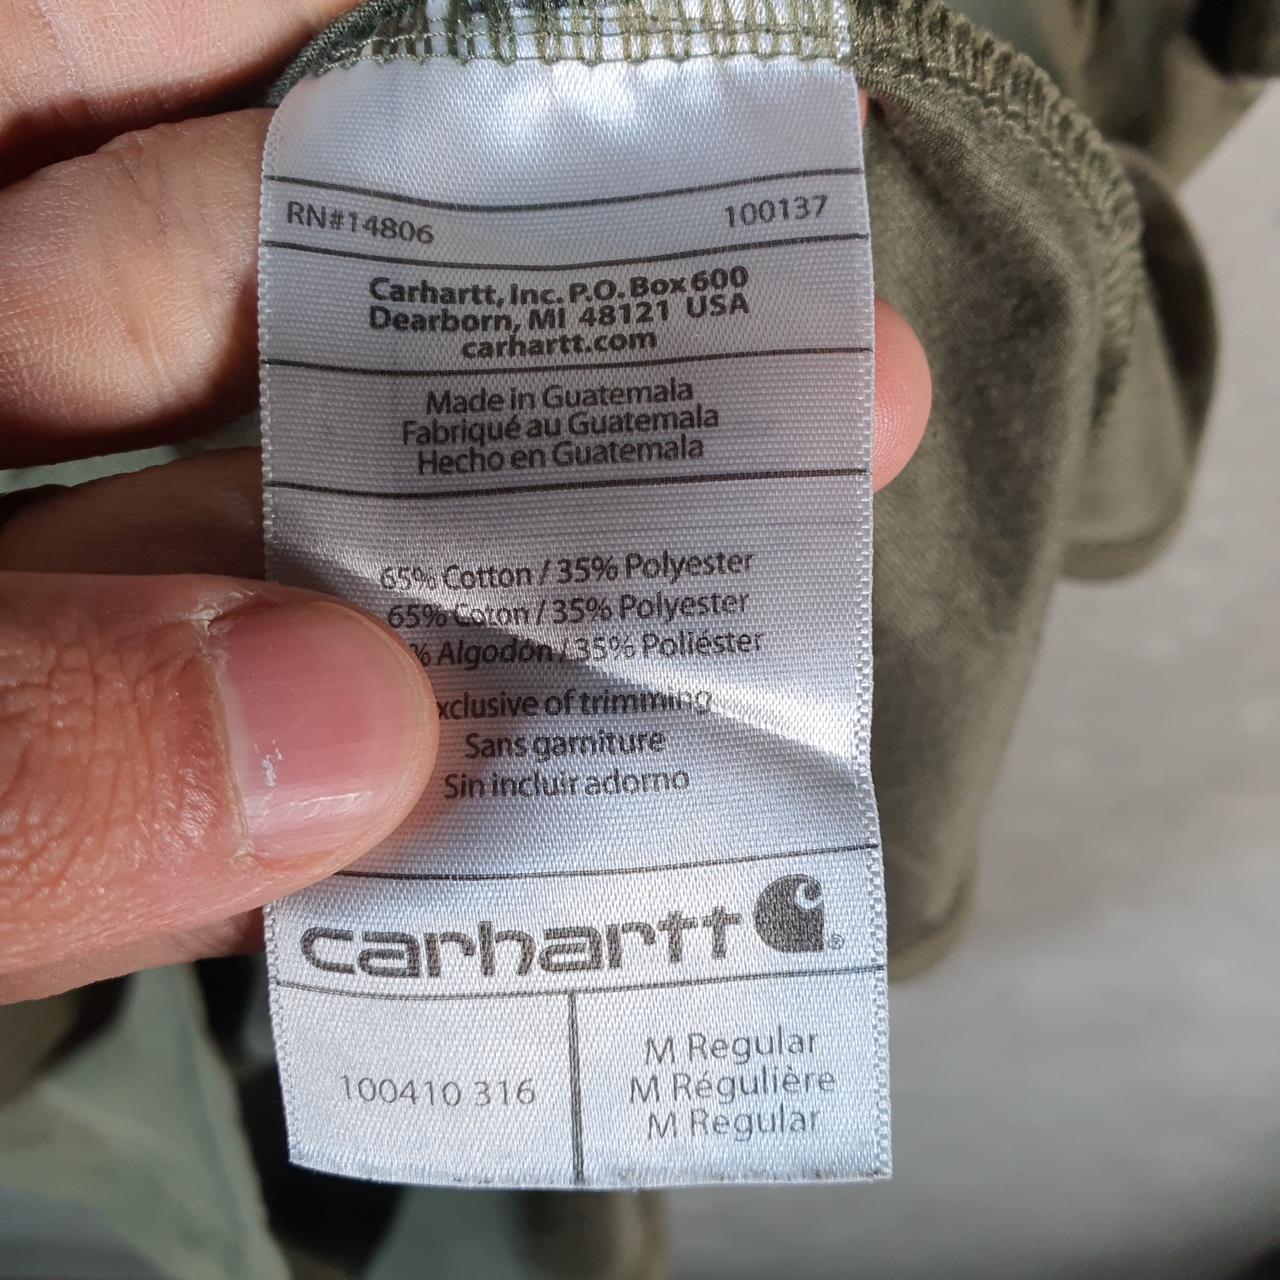 RN#14806 100137
Carhartt, Inc. P.O. Box 600
Dearborn, MI 48121 USA
carhartt.com
Made in Guatemala
Fabriqué au Guatemala
Hecho en Guatemala
65% Cotton / 35% Polyester
65% Coton / 35% Polyester
% Algodón / 35% Poliéster
xclusive of trimming
Sans garniture
Sin incluir adorno
carhartt ®
100410 316
M Regular
M Régulière
M Regular